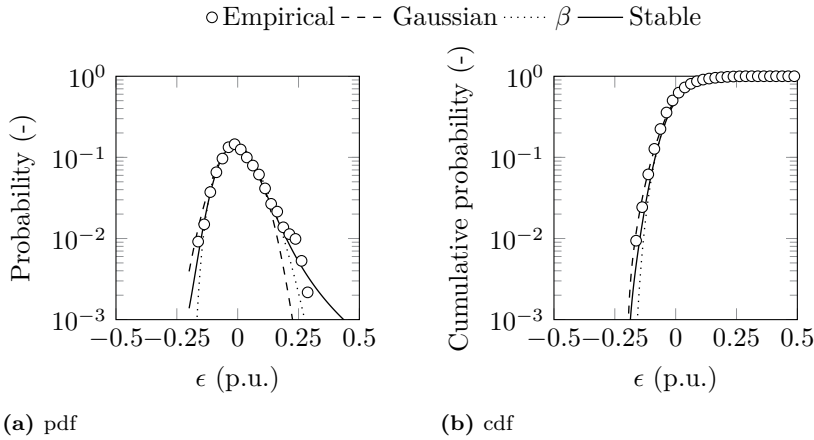 Empirical Gaussian β Stable
10^0
10^−1
10^−2
10^−3
−0.5 −0.25 0 0.25 0.5
Probability (-)
ϵ (p.u.)
(a) pdf
10^0
10^−1
10^−2
10^−3
−0.5 −0.25 0 0.25 0.5
Cumulative probability (-)
ϵ (p.u.)
(b) cdf